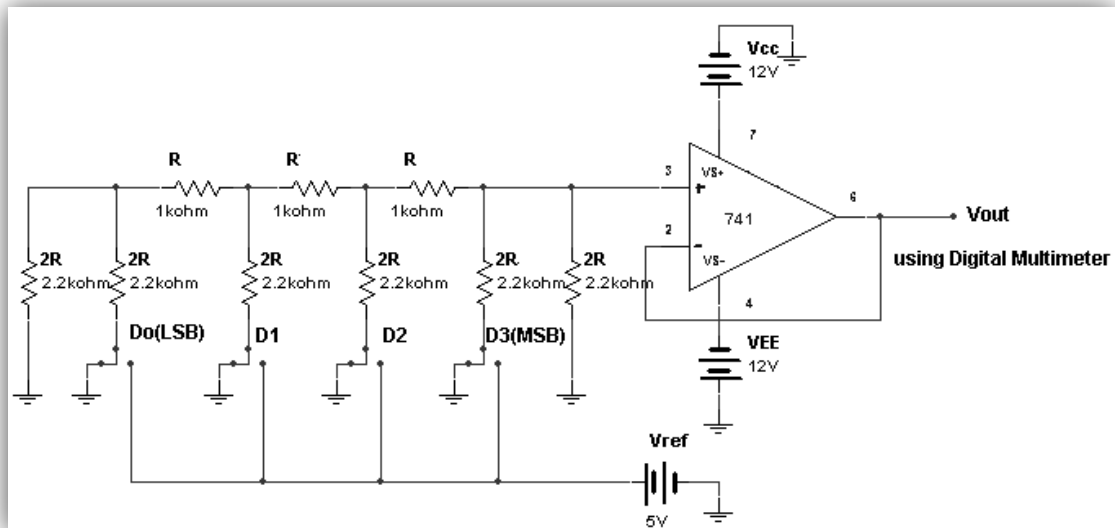 Vcc
12V
7
R
R
R
3
VS+
+
6
1kohm
1kohm
1kohm
741
Vout
2
-
VS-
using Digital Multimeter
2R
2R
2R
2R
2R
2R
2.2kohm
2.2kohm
2.2kohm
2.2kohm
2.2kohm
2.2kohm
4
Do(LSB)
D1
D2
D3(MSB)
VEE
12V
Vref
5V